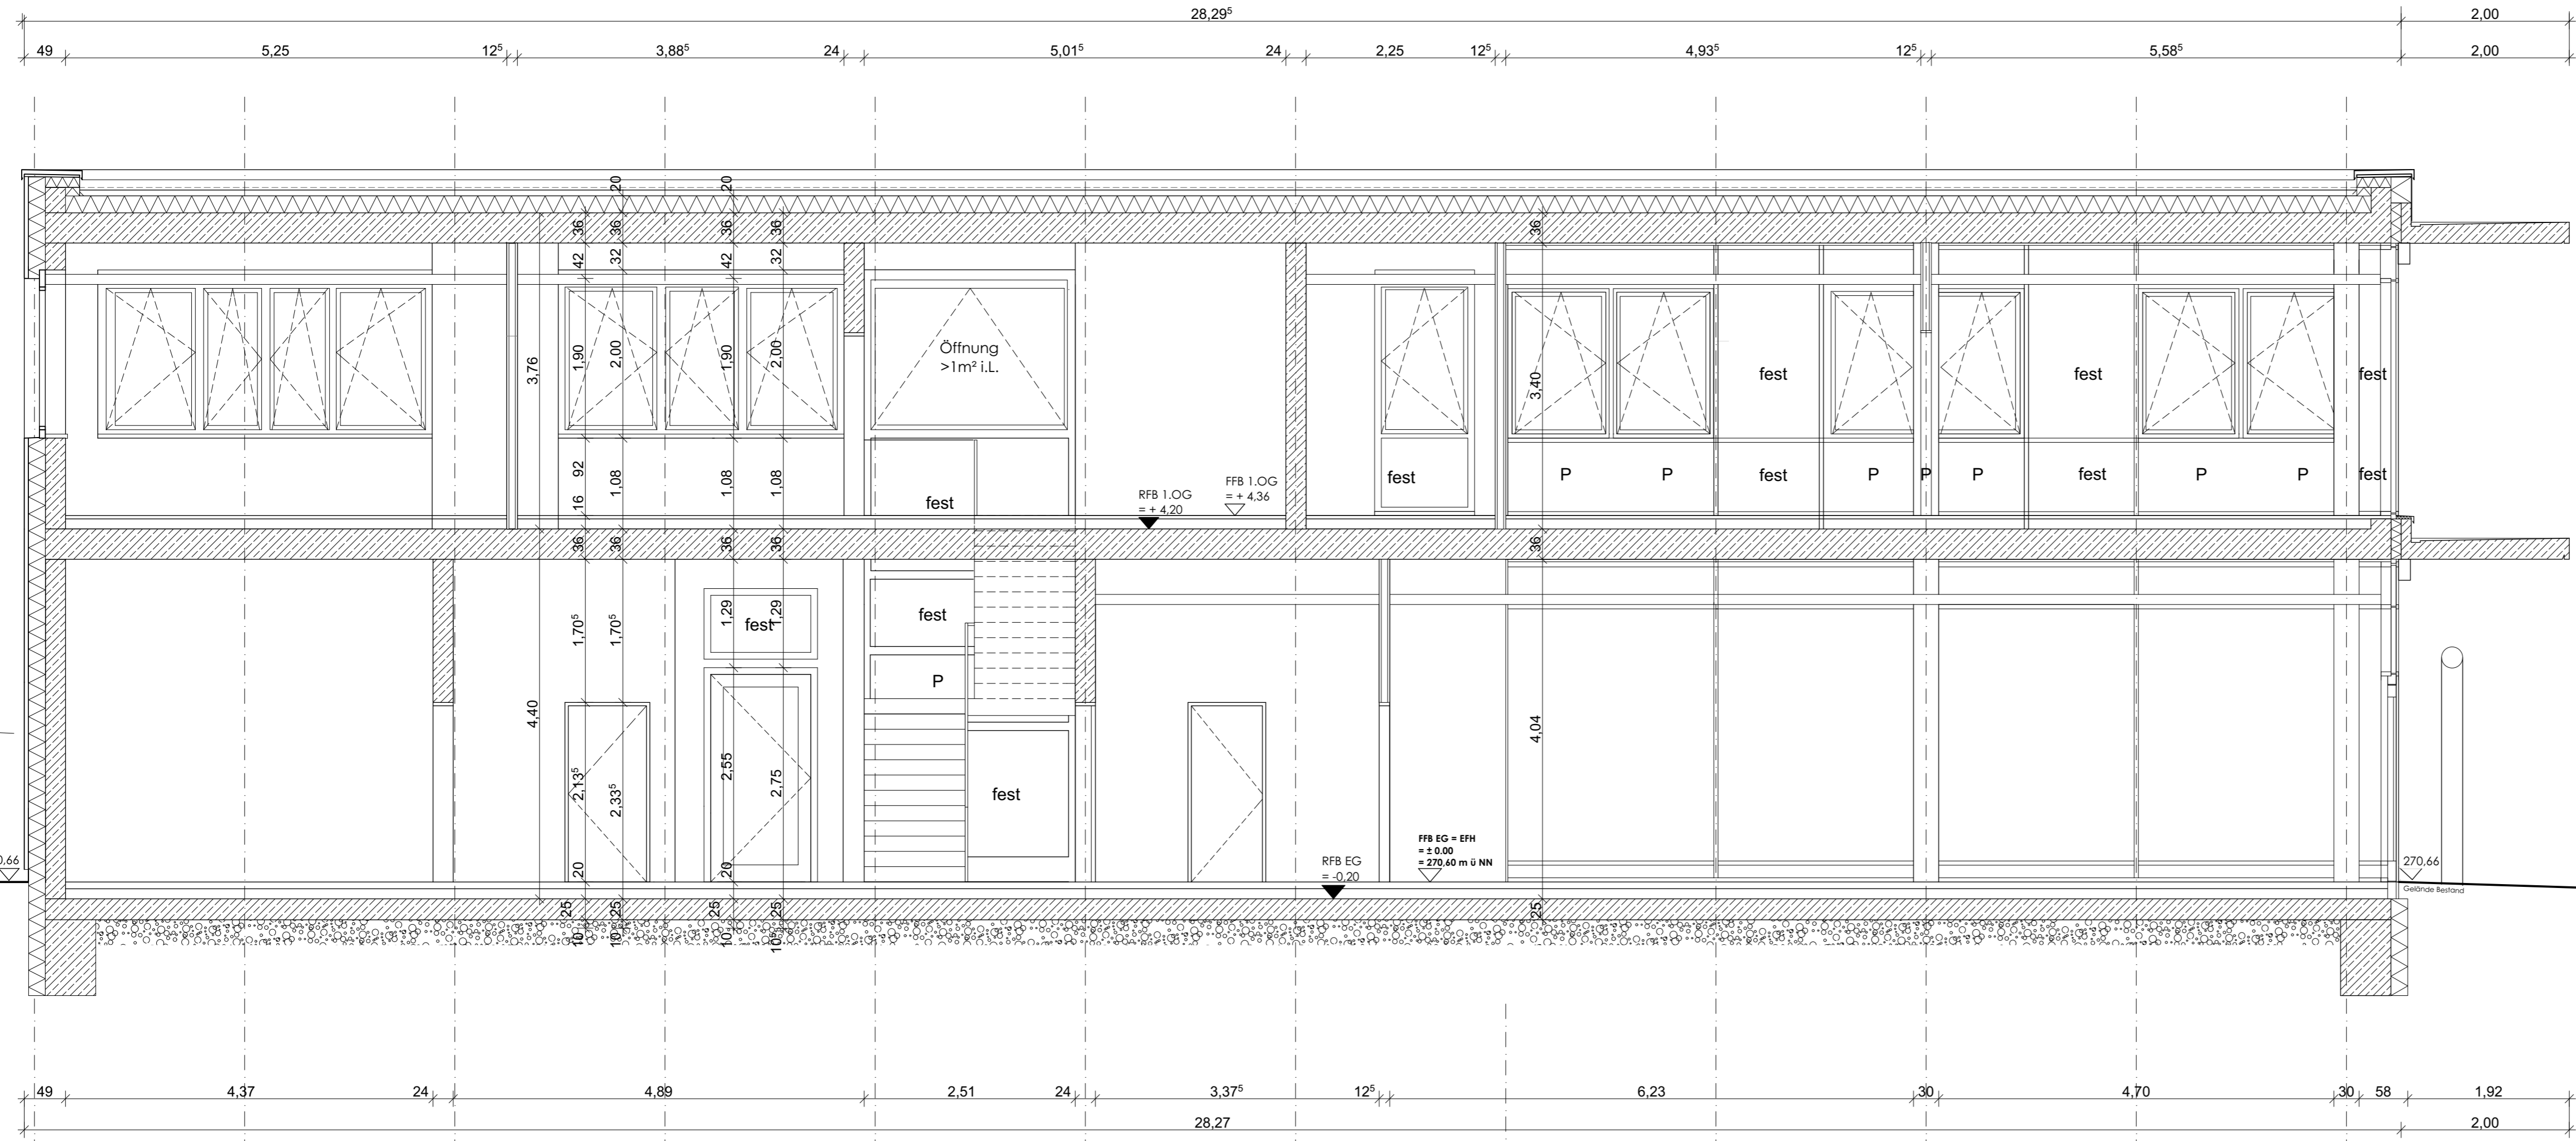 28,29⁵ 2,00
49 5,25 12⁵ 3,88⁵ 24 5,01⁵ 24 2,25 12⁵ 4,93⁵ 12⁵ 5,58⁵ 2,00
20 20
36 36 36 36 36
42 32 42 32
Öffnung
>1m² i.L.
3,76 1,90 2,00 1,90 2,00 3,40 fest fest fest
92 1,08 1,08 1,08 fest fest P P fest P P P fest P P fest
16
RFB 1.OG
= + 4,20
FFB 1.OG
= + 4,36
36 36 36 36 36
1,70⁵ 1,70⁵ 1,29 fest 1,29 fest
P
4,40 4,04
2,13⁵ 2,33⁵ 2,55 2,75 fest
20 20
RFB EG
= -0,20
FFB EG = EFH
= ± 0.00
= 270,60 m ü NN
0,66
270,66
Gelände Bestand
25 25 25 25 25
10⁵ 10⁵ 10⁵ 10⁵
49 4,37 24 4,89 2,51 24 3,37⁵ 12⁵ 6,23 30 4,70 30 58 1,92
28,27 2,00